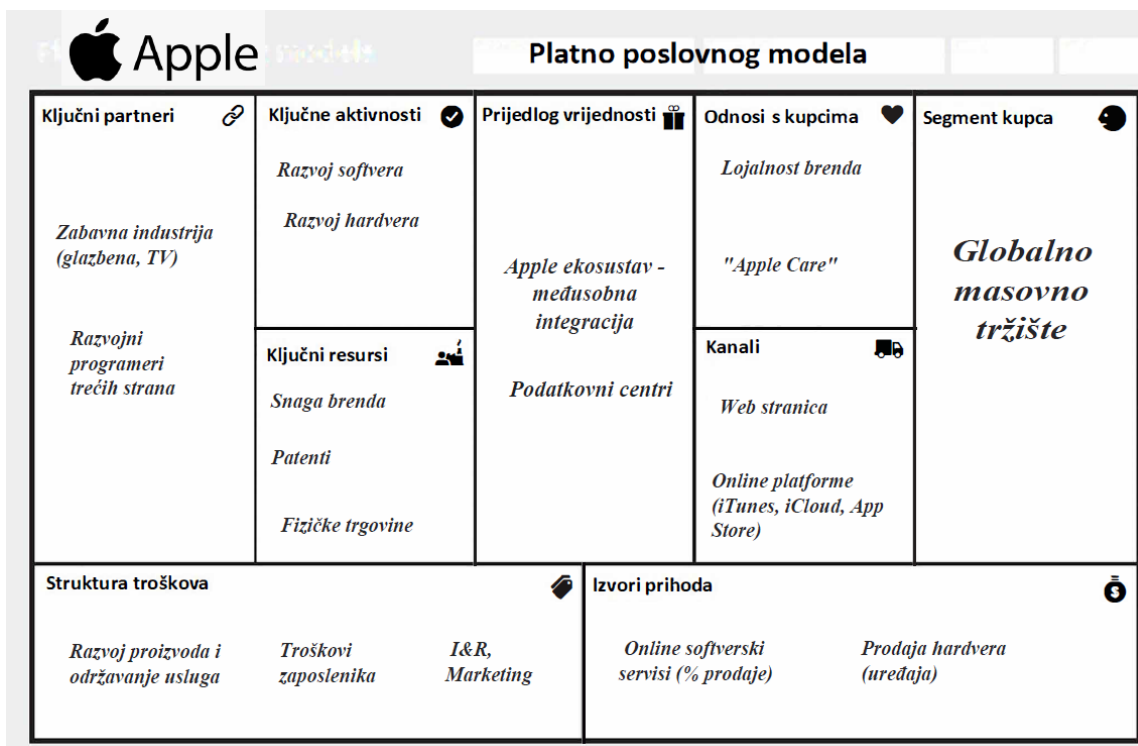 Apple
Platno poslovnog modela
Ključni partneri
Zabavna industrija
(glazbena, TV)
Razvojni
programeri
trećih strana
Ključne aktivnosti
Razvoj softvera
Razvoj hardvera
Ključni resursi
Snaga brenda
Patenti
Fizičke trgovine
Prijedlog vrijednosti
Apple ekosustav -
međusobna
integracija
Podatkovni centri
Odnosi s kupcima
Lojalnost brenda
"Apple Care"
Kanali
Web stranica
Online platforme
(iTunes, iCloud, App
Store)
Segment kupca
Globalno
masovno
tržište
Struktura troškova
Razvoj proizvoda i
održavanje usluga
Troškovi
zaposlenika
I&R,
Marketing
Izvori prihoda
Online softverski
servisi (% prodaje)
Prodaja hardvera
(uređaja)